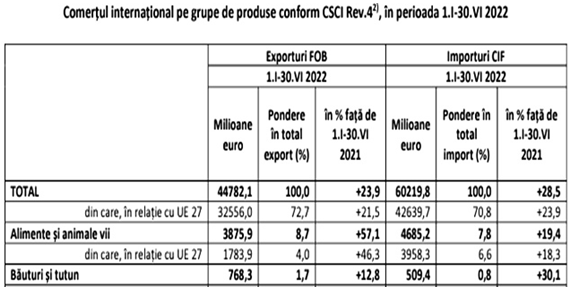 Comerțul internațional pe grupe de produse conform CSCI Rev.4²⁾, în perioada 1.I-30.VI 2022
Exporturi FOB Importuri CIF
1.I-30.VI 2022 1.I-30.VI 2022
Milioane euro Pondere în total export (%) în % față de 1.I-30.VI 2021 Milioane euro Pondere în total import (%) în % față de 1.I-30.VI 2021
TOTAL 44782,1 100,0 +23,9 60219,8 100,0 +28,5
din care, în relație cu UE 27 32556,0 72,7 +21,5 42639,7 70,8 +23,9
Alimente și animale vii 3875,9 8,7 +57,1 4685,2 7,8 +19,4
din care, în relație cu UE 27 1783,9 4,0 +46,3 3958,3 6,6 +18,3
Băuturi și tutun 768,3 1,7 +12,8 509,4 0,8 +30,1